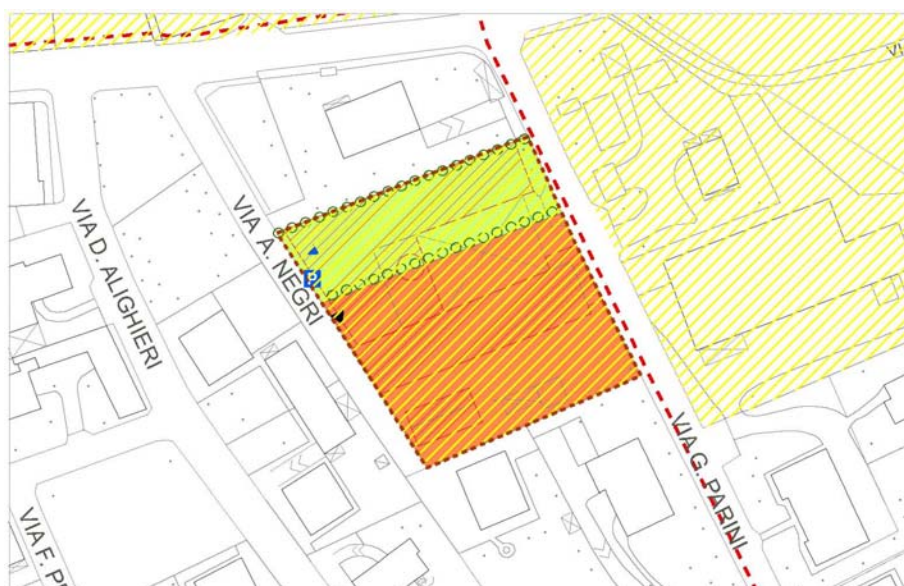 VIA D. ALIGHIERI
VIA A. NEGRI
P
VIA G. PARINI
VIA F. P